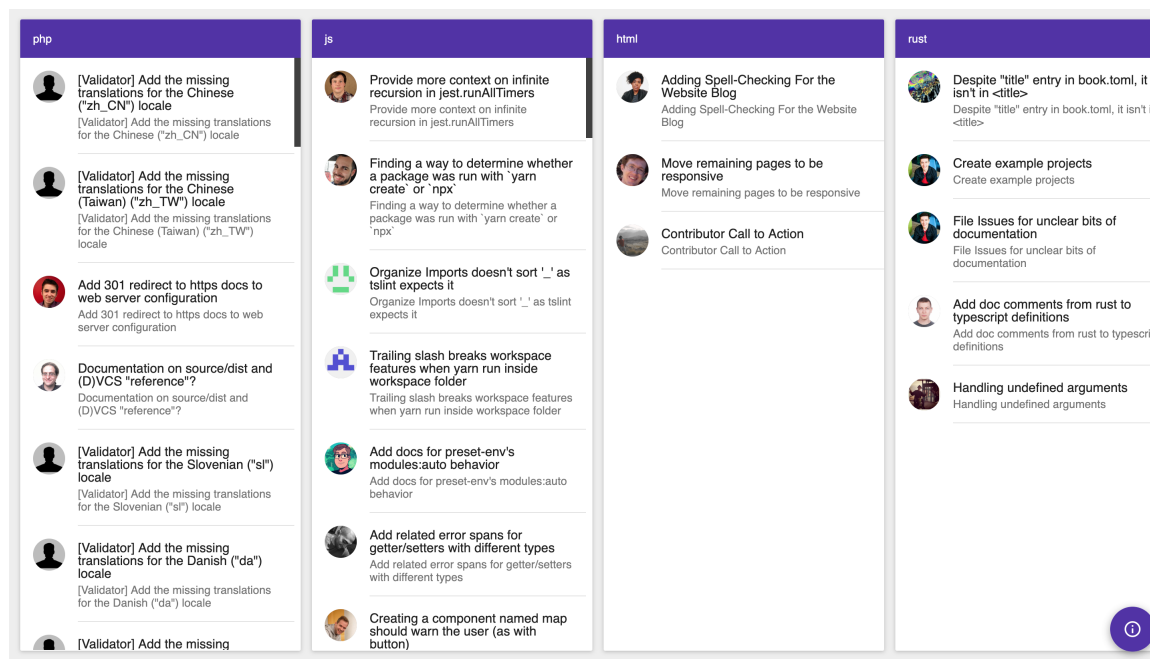 php
[Validator] Add the missing
translations for the Chinese
("zh_CN") locale
[Validator] Add the missing translations
for the Chinese ("zh_CN") locale
[Validator] Add the missing
translations for the Chinese
(Taiwan) ("zh_TW") locale
[Validator] Add the missing translations
for the Chinese (Taiwan) ("zh_TW")
locale
Add 301 redirect to https docs to
web server configuration
Add 301 redirect to https docs to web
server configuration
Documentation on source/dist and
(D)VCS "reference"?
Documentation on source/dist and
(D)VCS "reference"?
[Validator] Add the missing
translations for the Slovenian ("sl")
locale
[Validator] Add the missing translations
for the Slovenian ("sl") locale
[Validator] Add the missing
translations for the Danish ("da")
locale
[Validator] Add the missing translations
for the Danish ("da") locale
[Validator] Add the missing
js
Provide more context on infinite
recursion in jest.runAllTimers
Provide more context on infinite
recursion in jest.runAllTimers
Finding a way to determine whether
a package was run with `yarn
create` or `npx`
Finding a way to determine whether a
package was run with `yarn create` or
`npx`
Organize Imports doesn't sort '_' as
tslint expects it
Organize Imports doesn't sort '_' as tslint
expects it
Trailing slash breaks workspace
features when yarn run inside
workspace folder
Trailing slash breaks workspace features
when yarn run inside workspace folder
Add docs for preset-env's
modules:auto behavior
Add docs for preset-env's modules:auto
behavior
Add related error spans for
getter/setters with different types
Add related error spans for getter/setters
with different types
Creating a component named map
should warn the user (as with
button)
html
Adding Spell-Checking For the
Website Blog
Adding Spell-Checking For the Website
Blog
Move remaining pages to be
responsive
Move remaining pages to be responsive
Contributor Call to Action
Contributor Call to Action
rust
Despite "title" entry in book.toml, it
isn't in <title>
Despite "title" entry in book.toml, it isn't
<title>
Create example projects
Create example projects
File Issues for unclear bits of
documentation
File Issues for unclear bits of
documentation
Add doc comments from rust to
typescript definitions
Add doc comments from rust to typescri
definitions
Handling undefined arguments
Handling undefined arguments